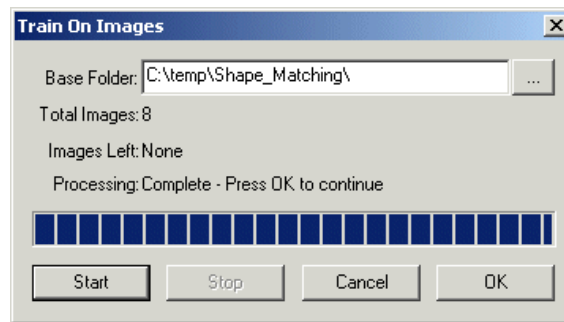 Train On Images
Base Folder: C:\temp\Shape_Matching\ ...
Total Images: 8
Images Left: None
Processing: Complete - Press OK to continue
Start Stop Cancel OK